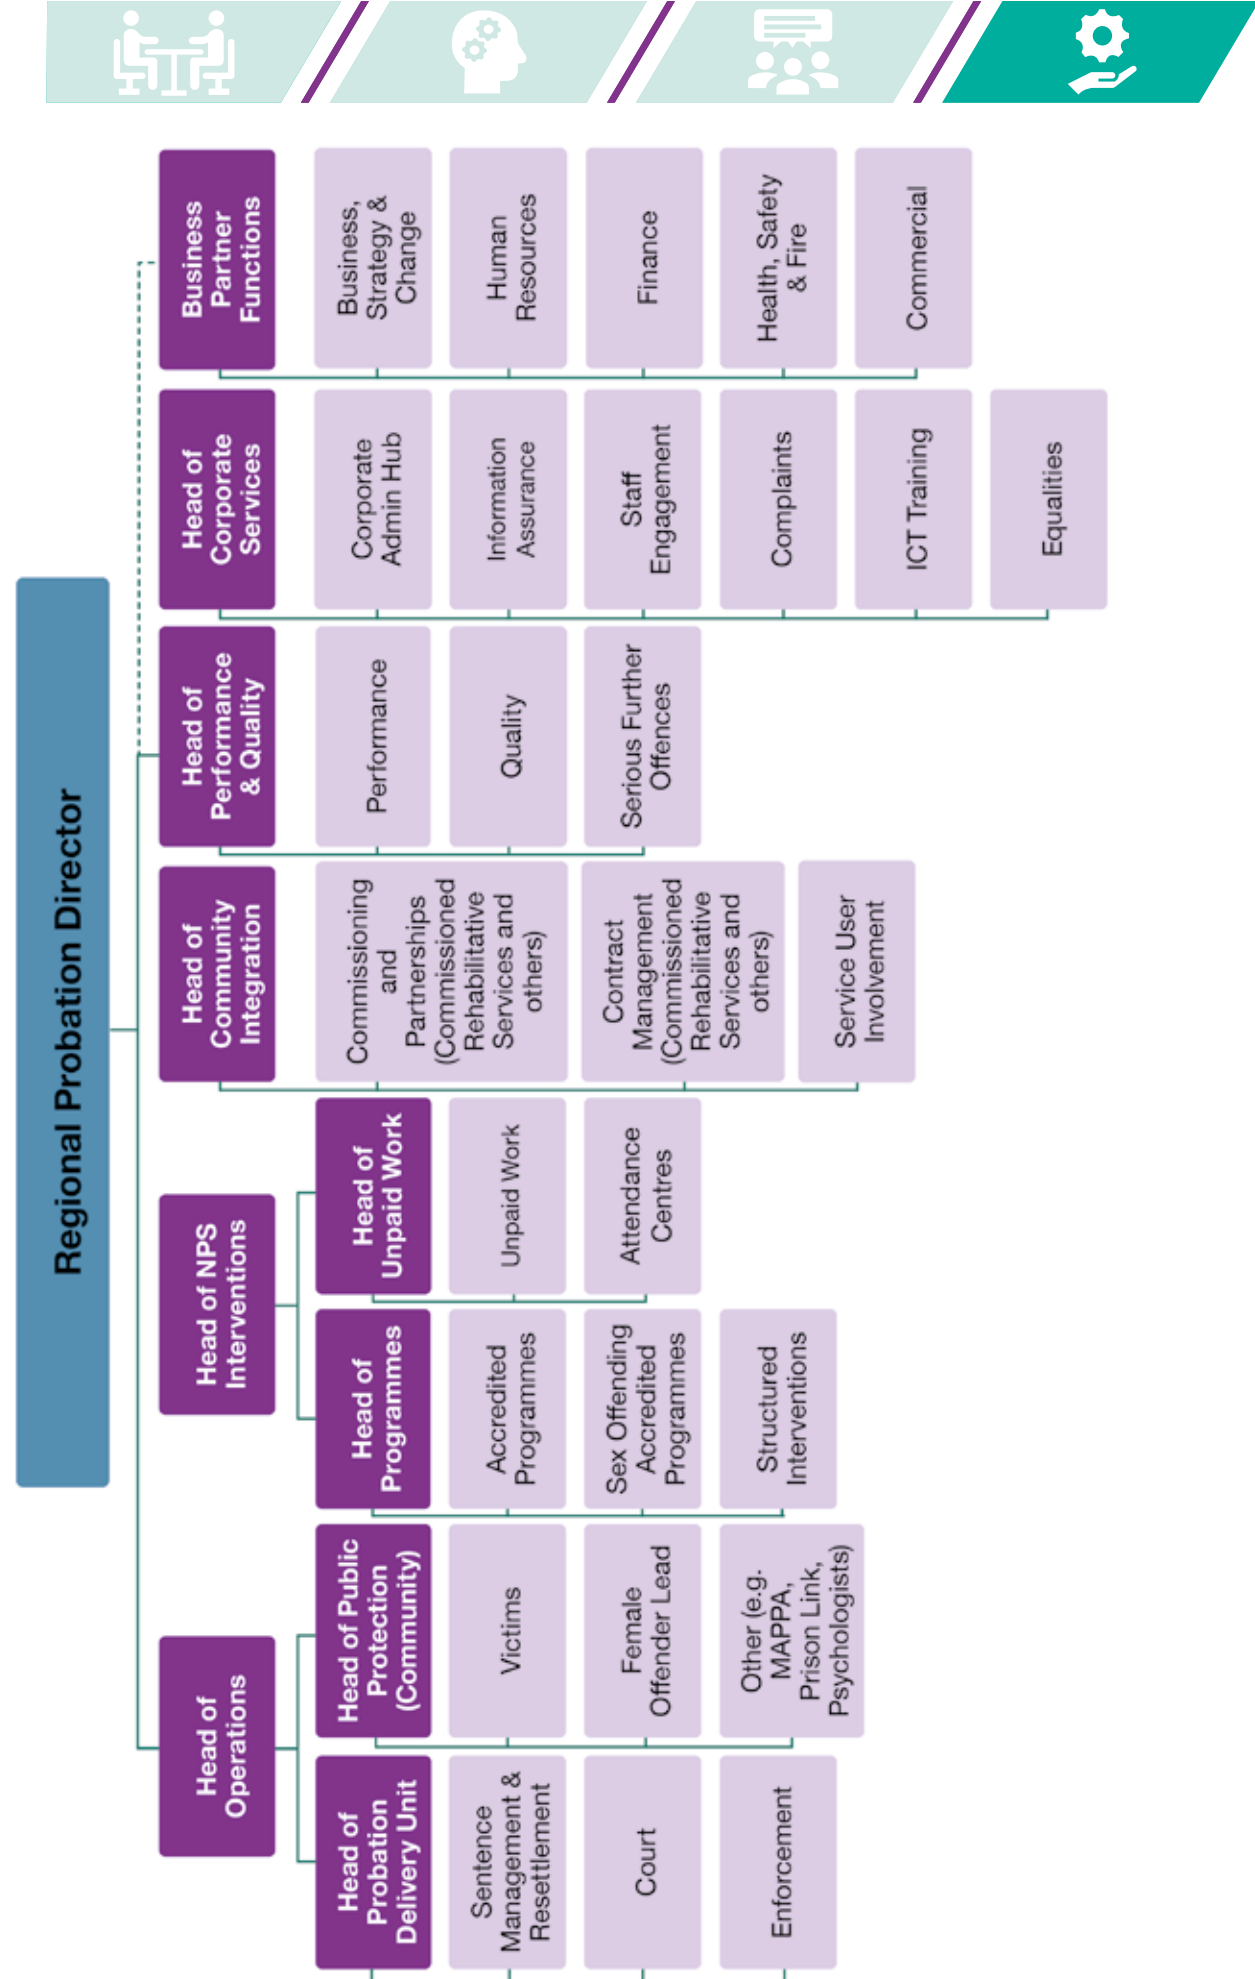 Regional Probation Director
Head of
Operations
Head of
Probation
Delivery Unit
Sentence
Management &
Resettlement
Court
Enforcement
Head of Public
Protection
(Community)
Victims
Female
Offender Lead
Other (e.g.
MAPPA,
Prison Link,
Psychologists)
Head of NPS
Interventions
Head of
Programmes
Accredited
Programmes
Sex Offending
Accredited
Programmes
Structured
Interventions
Head of
Unpaid Work
Unpaid Work
Attendance
Centres
Head of
Community
Integration
Commissioning
and
Partnerships
(Commissioned
Rehabilitative
Services and
others)
Contract
Management
(Commissioned
Rehabilitative
Services and
others)
Service User
Involvement
Head of
Performance
& Quality
Performance
Quality
Serious Further
Offences
Head of
Corporate
Services
Corporate
Admin Hub
Information
Assurance
Staff
Engagement
Complaints
ICT Training
Equalities
Business
Partner
Functions
Business,
Strategy &
Change
Human
Resources
Finance
Health, Safety
& Fire
Commercial